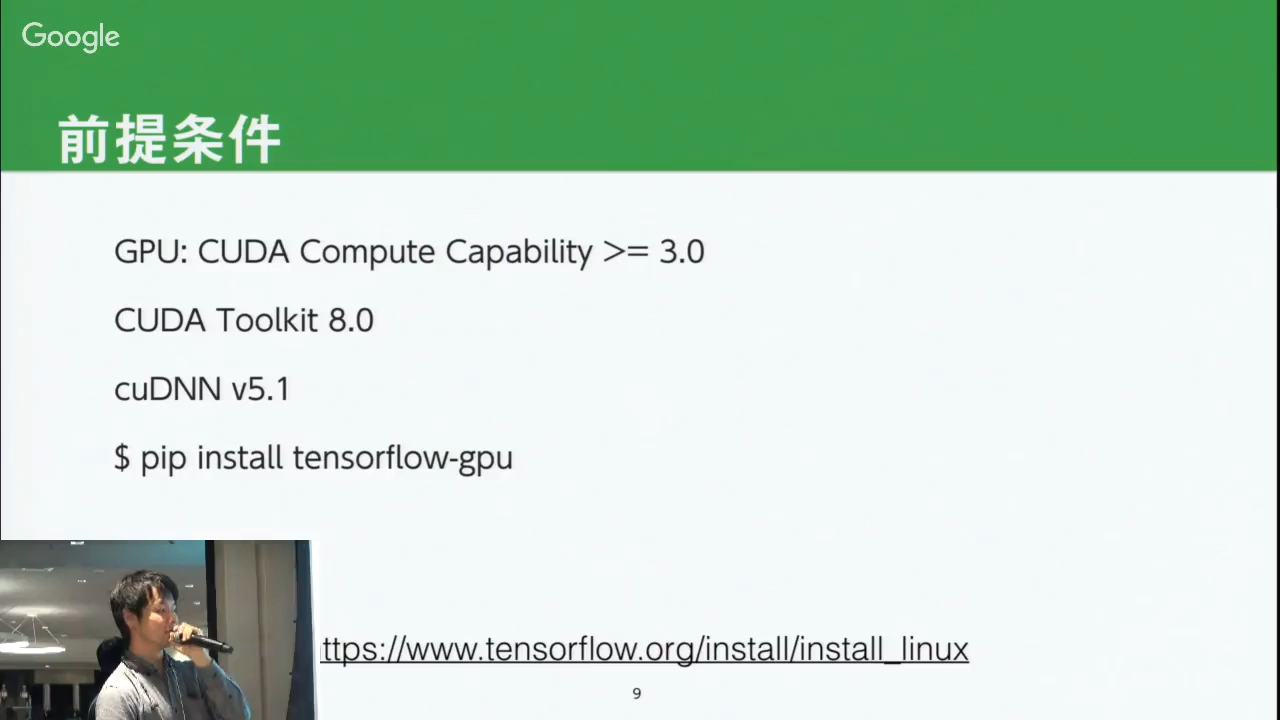 Google
前提条件
GPU: CUDA Compute Capability >= 3.0
CUDA Toolkit 8.0
cuDNN v5.1
$ pip install tensorflow-gpu
ttps://www.tensorflow.org/install/install_linux
9